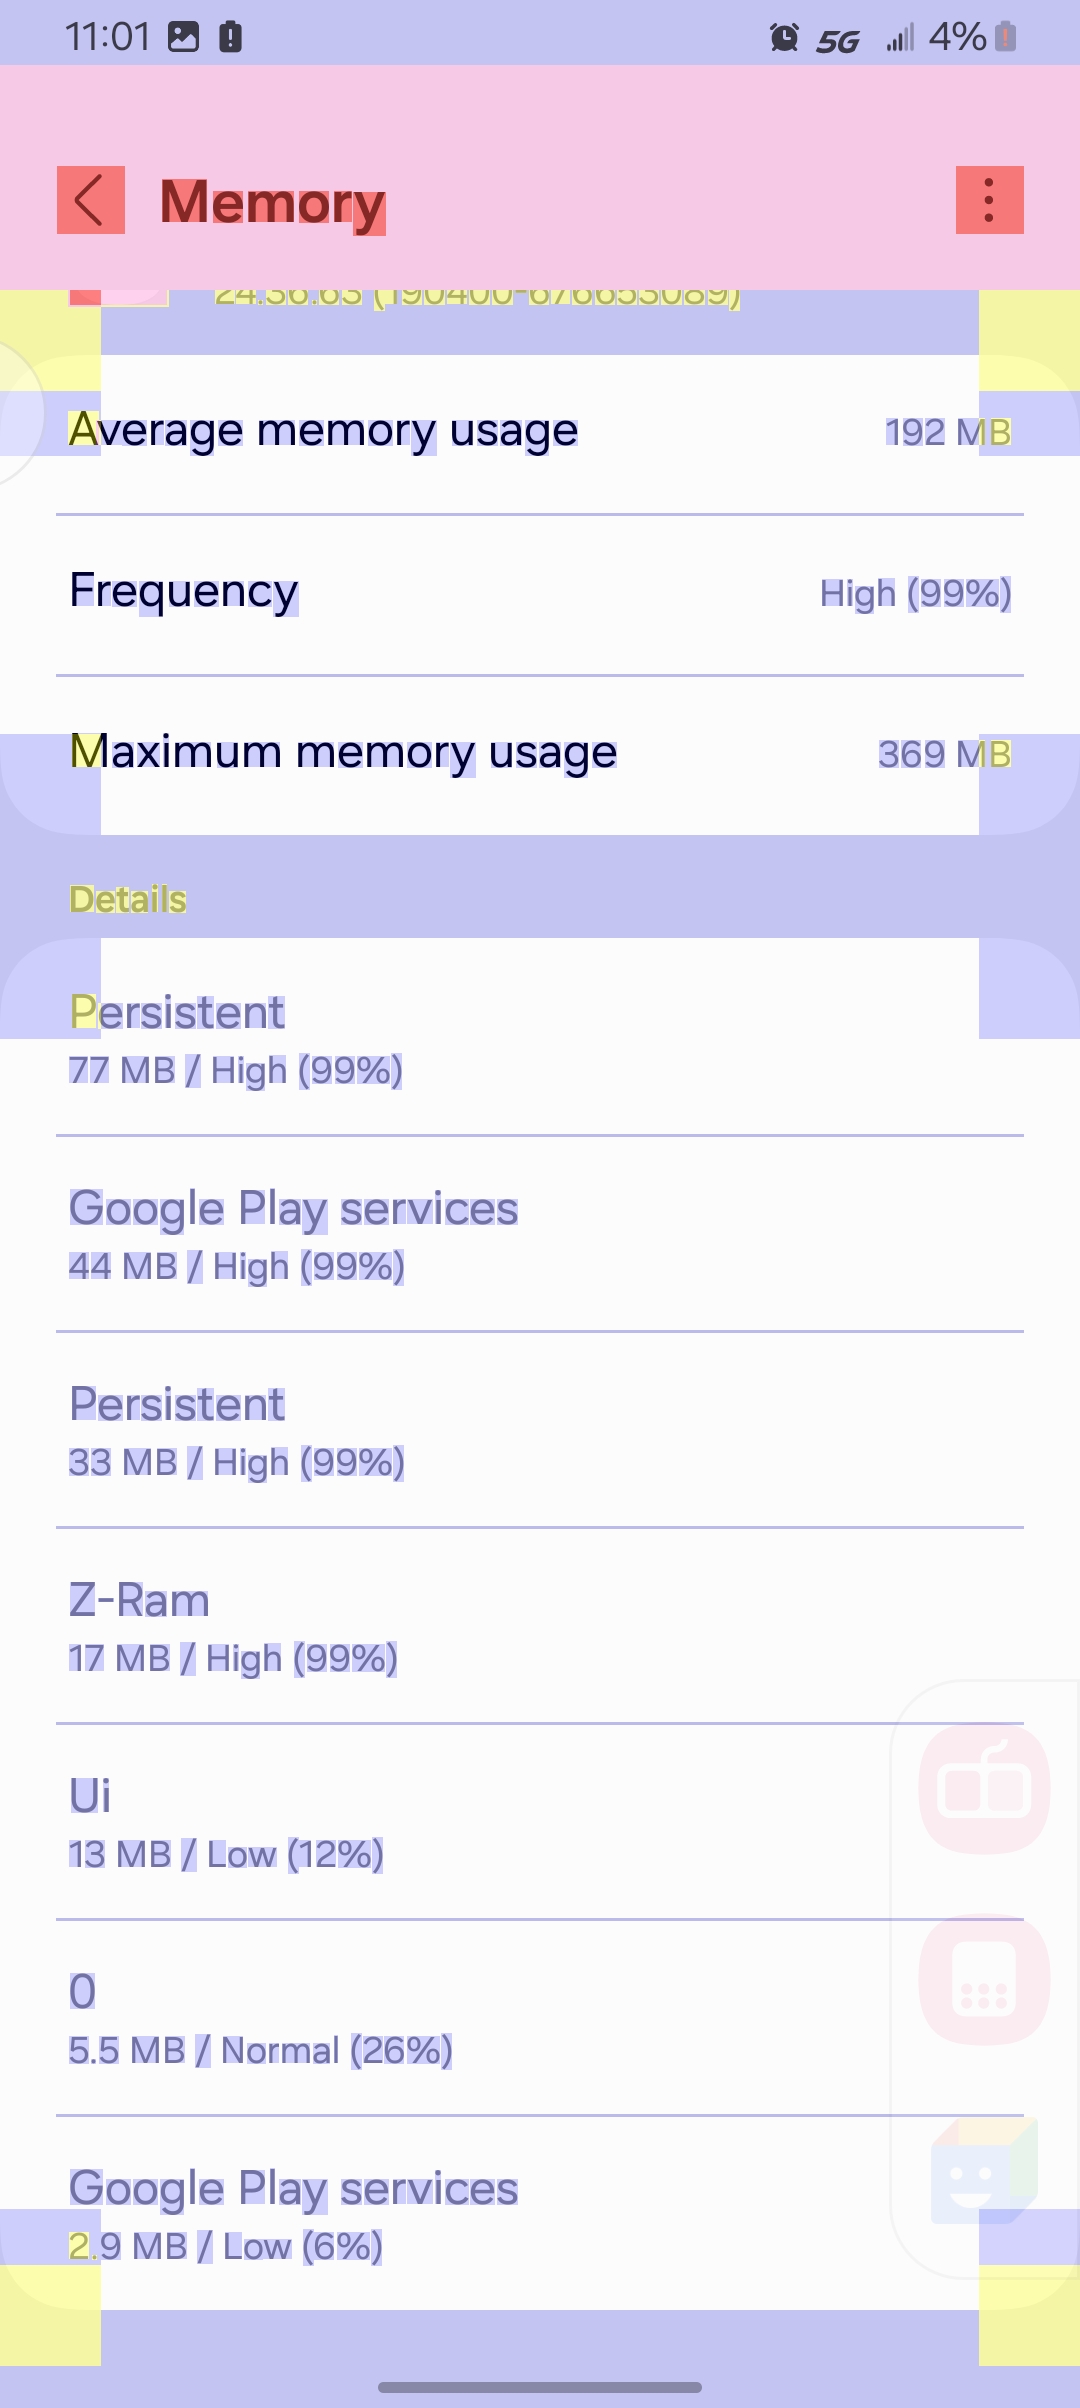 11:01
5G 4%
Memory
24.36.63 (190400-676653089)
Average memory usage 192 MB
Frequency High (99%)
Maximum memory usage 369 MB
Details
Persistent
77 MB / High (99%)
Google Play services
44 MB / High (99%)
Persistent
33 MB / High (99%)
Z-Ram
17 MB / High (99%)
Ui
13 MB / Low (12%)
0
5.5 MB / Normal (26%)
Google Play services
2.9 MB / Low (6%)